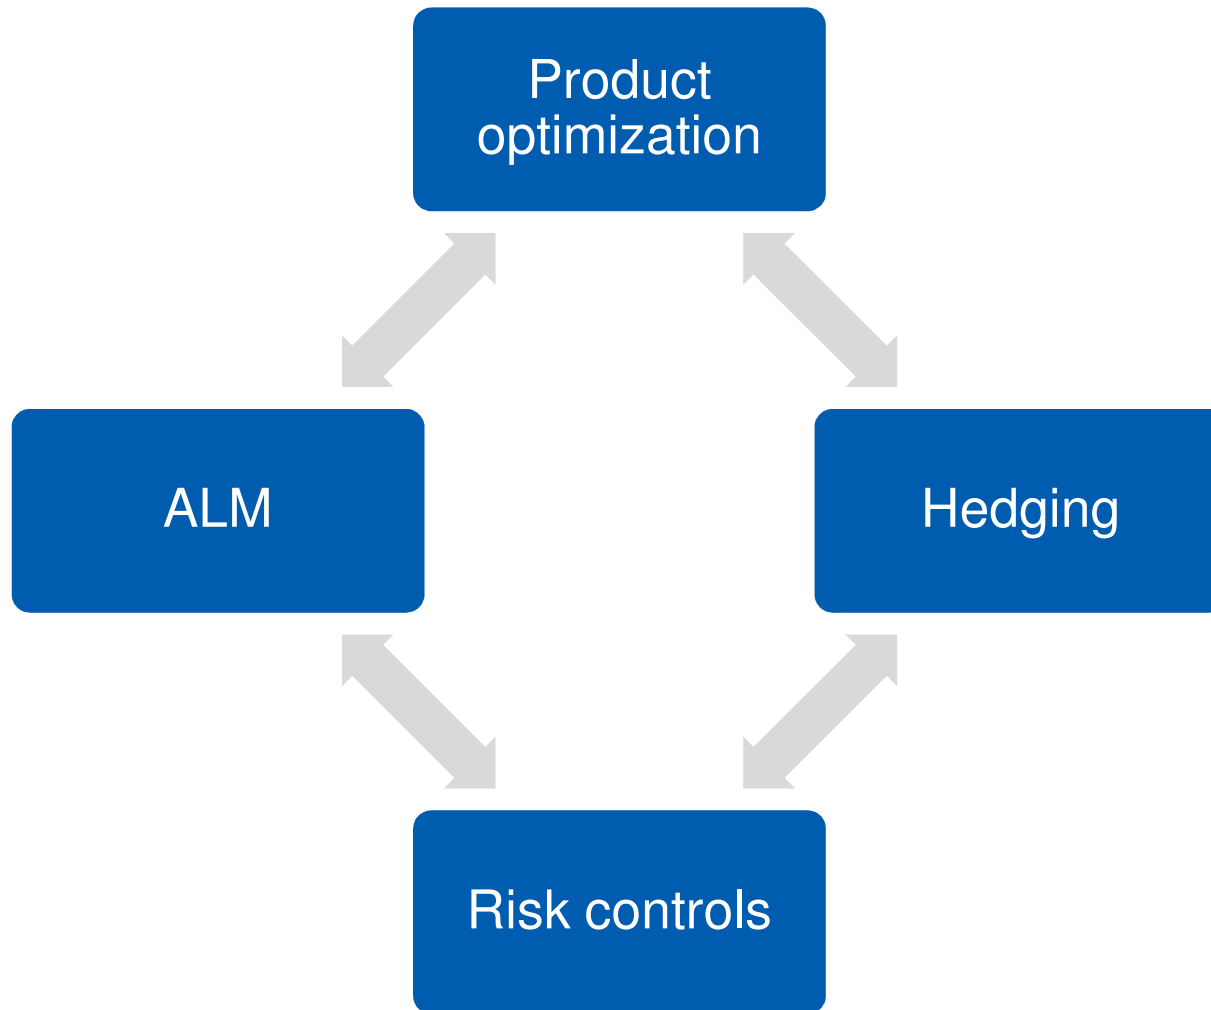 Product
optimization
ALM
Hedging
Risk controls